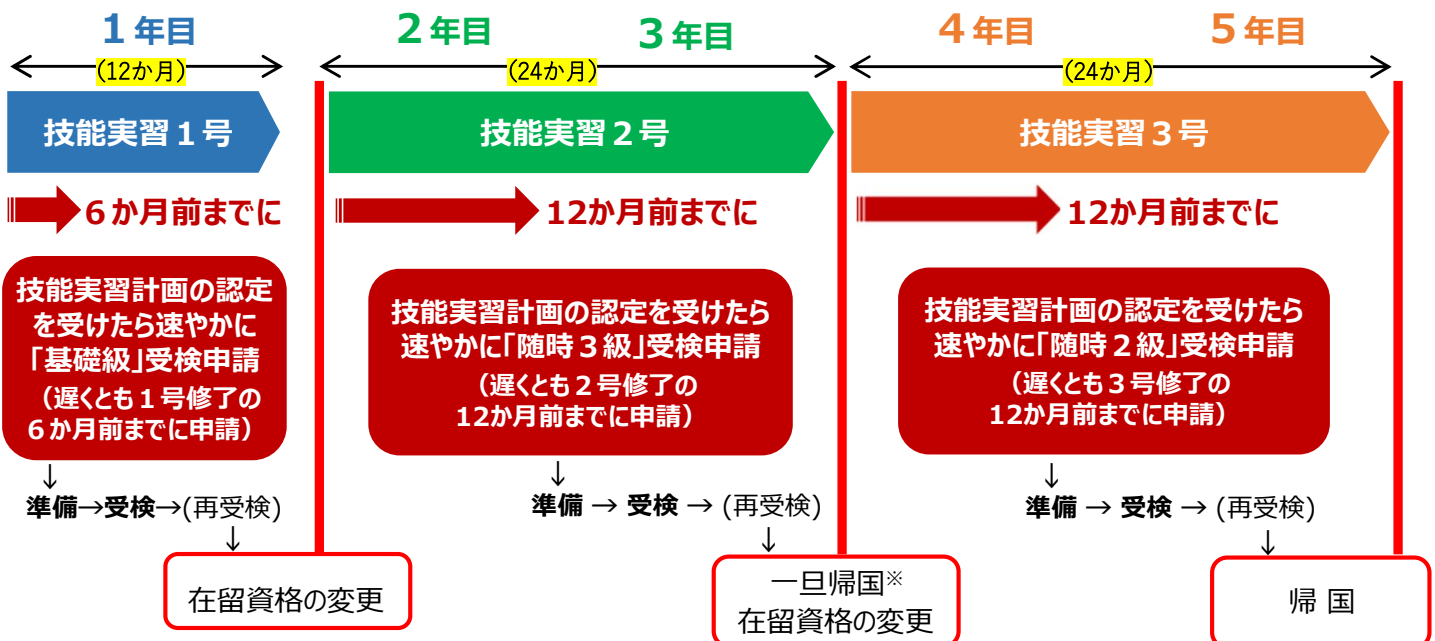 1年目
2年目
3年目
4年目
5年目
(12か月)
(24か月)
(24か月)
技能実習1号
技能実習2号
技能実習3号
6か月前までに
12か月前までに
12か月前までに
技能実習計画の認定
を受けたら速やかに
「基礎級」受検申請
（遅くとも1号修了の
6か月前までに申請）
技能実習計画の認定を受けたら
速やかに「随時3級」受検申請
（遅くとも2号修了の
12か月前までに申請）
技能実習計画の認定を受けたら
速やかに「随時2級」受検申請
（遅くとも3号修了の
12か月前までに申請）
↓
準備→受検→(再受検)
↓
在留資格の変更
↓
準備 → 受検 → (再受検)
↓
一旦帰国※
在留資格の変更
↓
準備 → 受検 → (再受検)
↓
帰 国